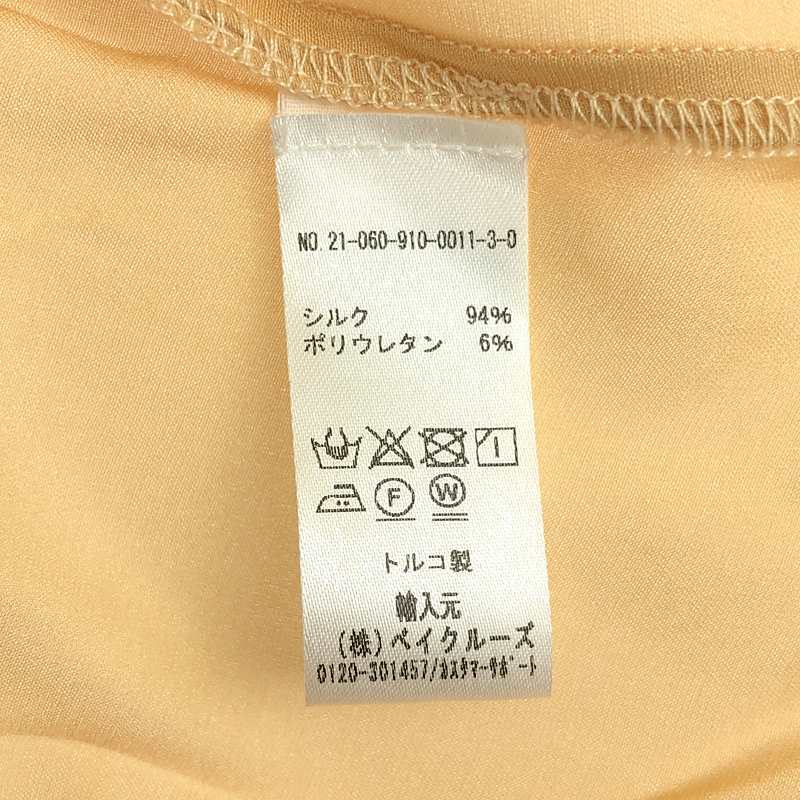 NO. 21-060-910-0011-3-0
シルク 94%
ポリウレタン 6%
F W
トルコ製
輸入元
(株)ベイクルーズ
0120-301457/ｶｽﾀﾏｰｻﾎﾟｰﾄ